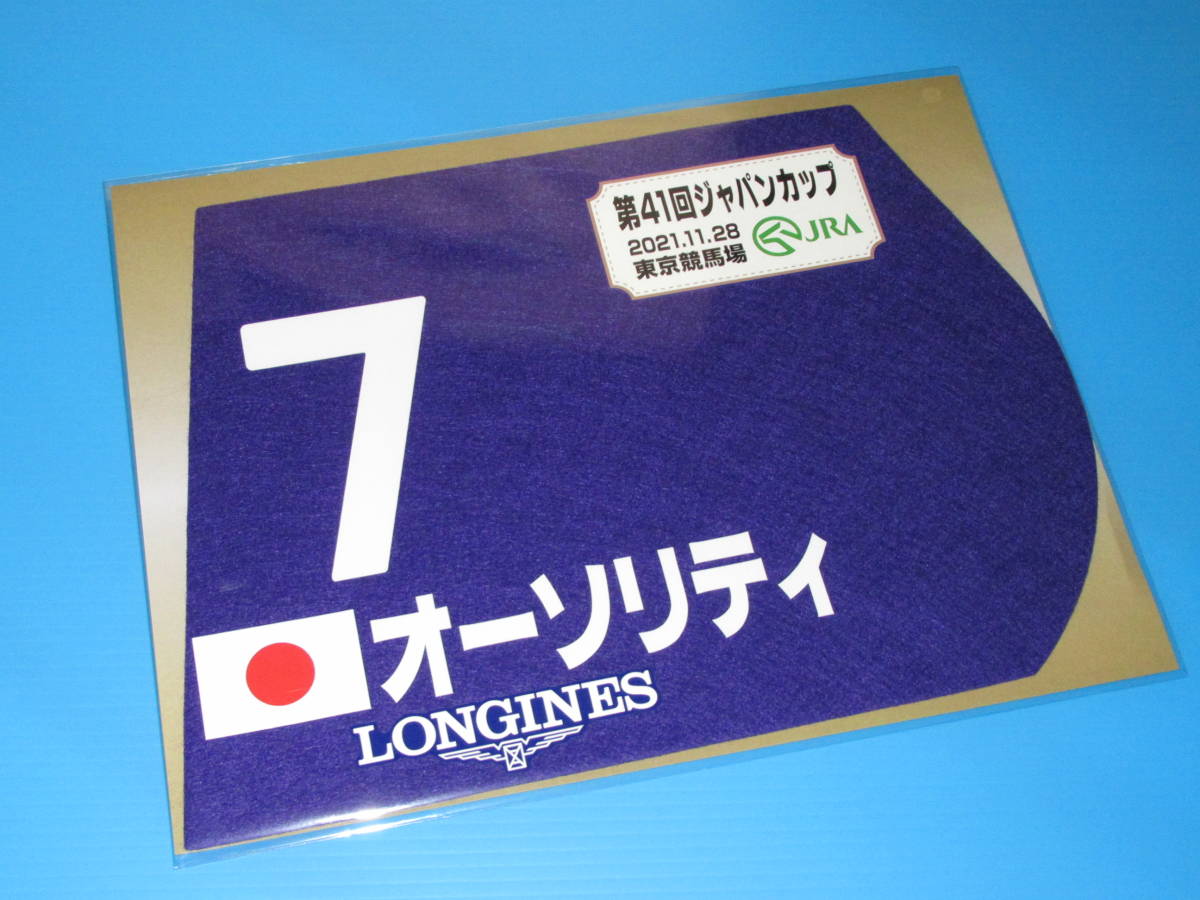 第41回ジャパンカップ
2021.11.28
東京競馬場
JRA
7
オーソリティ
LONGINES